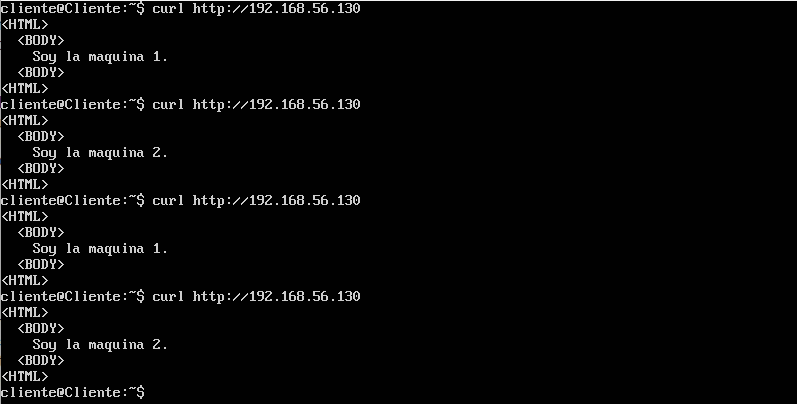 cliente@Cliente:~$ curl http://192.168.56.130
<HTML>
  <BODY>
    Soy la maquina 1.
  <BODY>
<HTML>
cliente@Cliente:~$ curl http://192.168.56.130
<HTML>
  <BODY>
    Soy la maquina 2.
  <BODY>
<HTML>
cliente@Cliente:~$ curl http://192.168.56.130
<HTML>
  <BODY>
    Soy la maquina 1.
  <BODY>
<HTML>
cliente@Cliente:~$ curl http://192.168.56.130
<HTML>
  <BODY>
    Soy la maquina 2.
  <BODY>
<HTML>
cliente@Cliente:~$